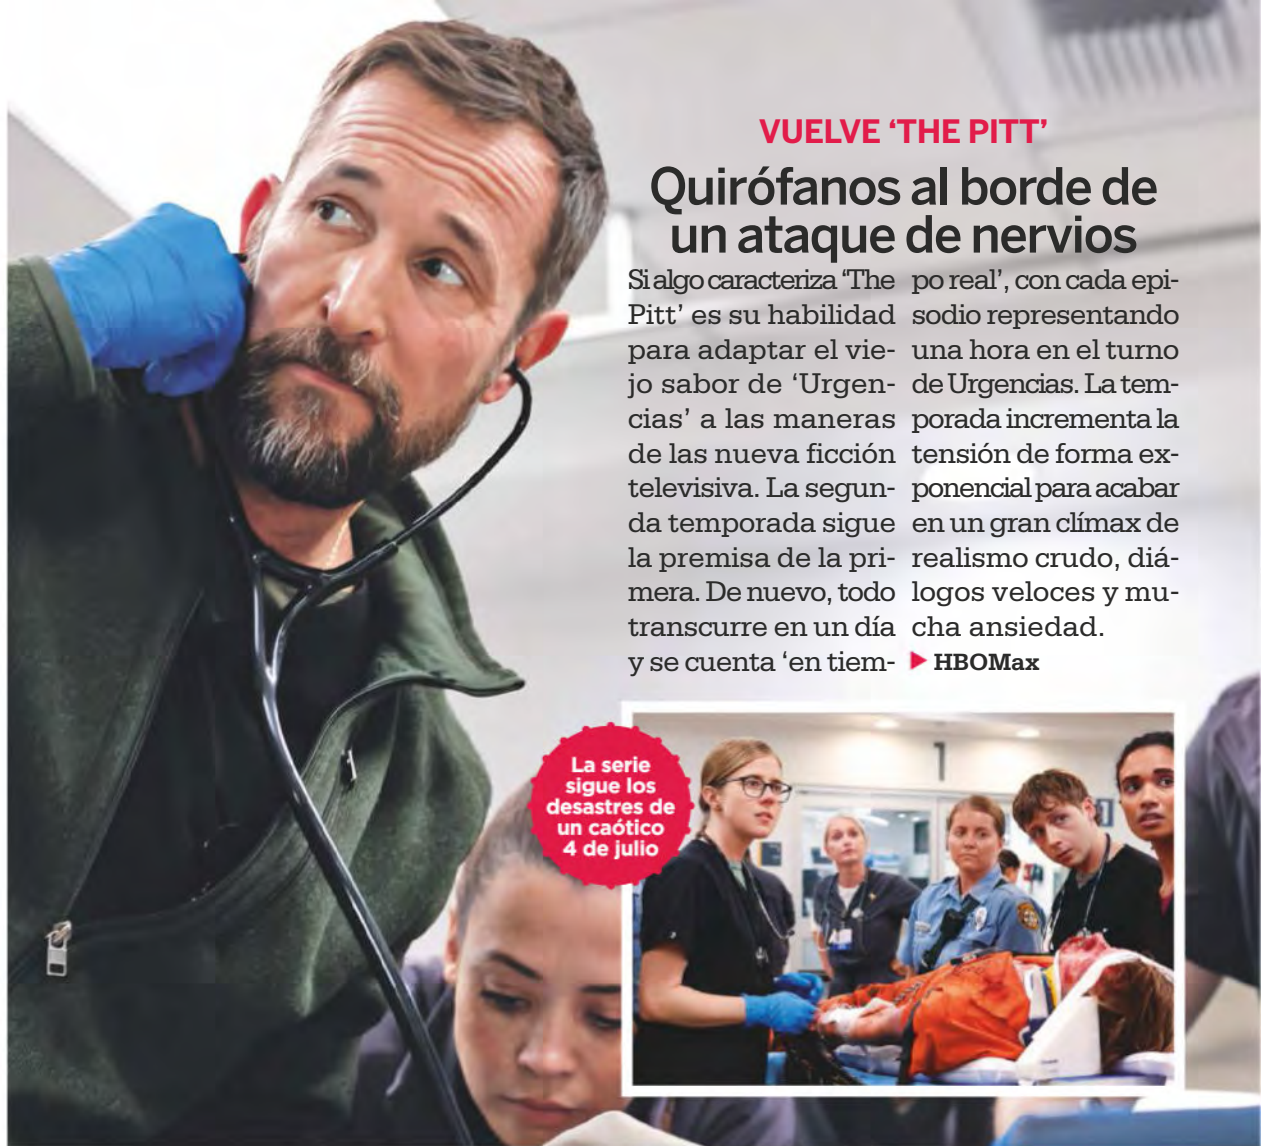 VUELVE ‘THE PITT’
Quirófanos al borde de
un ataque de nervios
Si algo caracteriza ‘The
Pitt’ es su habilidad
para adaptar el vie-
jo sabor de ‘Urgen-
cias’ a las maneras
de las nueva ficción
televisiva. La segun-
da temporada sigue
la premisa de la pri-
mera. De nuevo, todo
transcurre en un día
y se cuenta ‘en tiem-
po real’, con cada epi-
sodio representando
una hora en el turno
de Urgencias. La tem-
porada incrementa la
tensión de forma ex-
ponencial para acabar
en un gran clímax de
realismo crudo, diá-
logos veloces y mu-
cha ansiedad.
HBOMax
La serie
sigue los
desastres de
un caótico
4 de julio